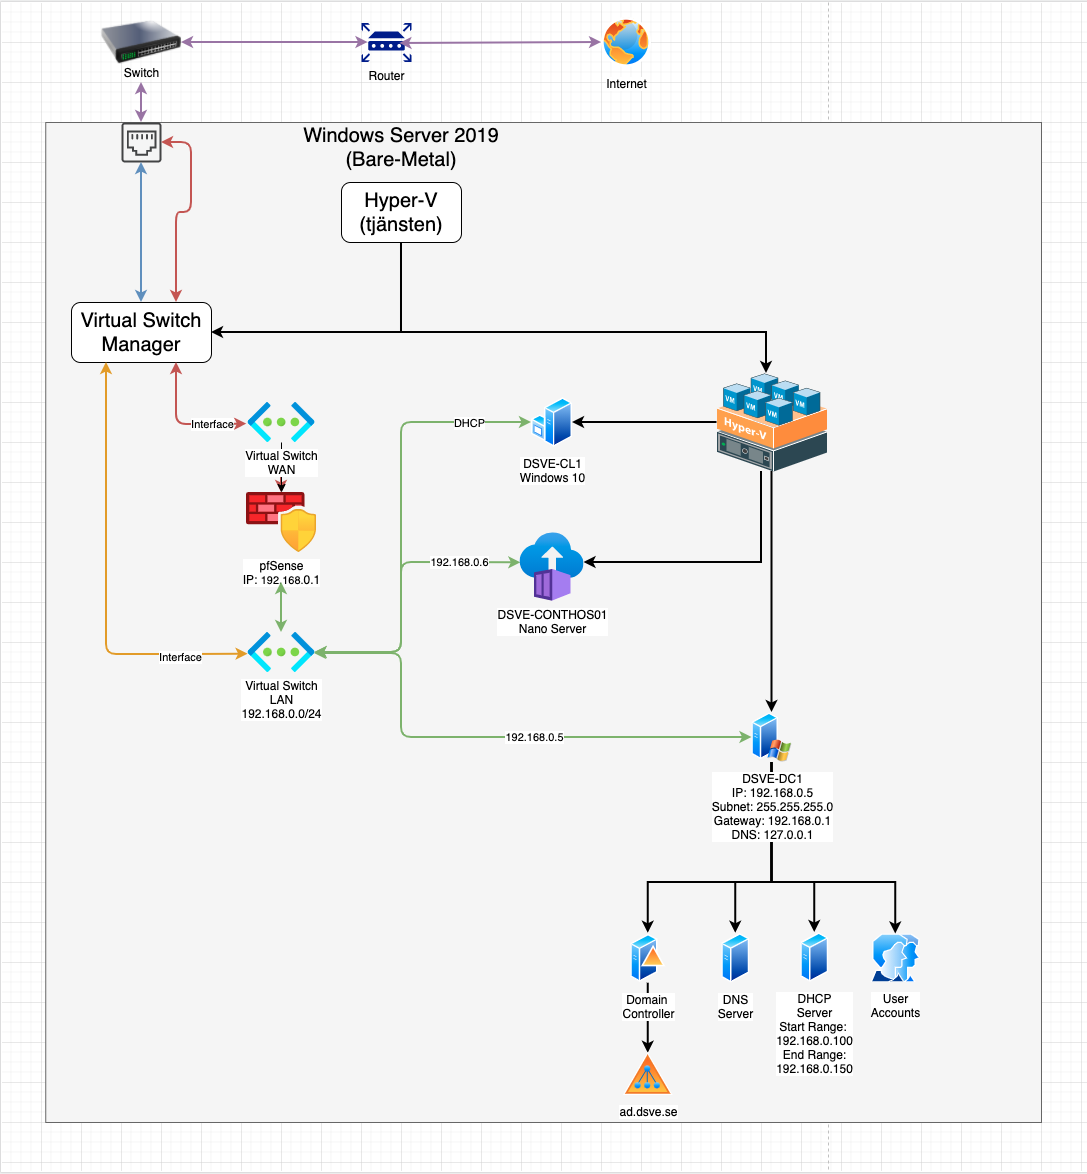 Switch
Router
Internet
Windows Server 2019
(Bare-Metal)
Hyper-V
(tjänsten)
Virtual Switch
Manager
VM
VM
VM
VM
VM
VM
Hyper-V
Interface
DHCP
Virtual Switch
WAN
DSVE-CL1
Windows 10
pfSense
IP: 192.168.0.1
192.168.0.6
DSVE-CONTHOS01
Nano Server
Interface
Virtual Switch
LAN
192.168.0.0/24
192.168.0.5
DSVE-DC1
IP: 192.168.0.5
Subnet: 255.255.255.0
Gateway: 192.168.0.1
DNS: 127.0.0.1
Domain
Controller
DNS
Server
DHCP
Server
Start Range:
192.168.0.100
End Range:
192.168.0.150
User
Accounts
ad.dsve.se